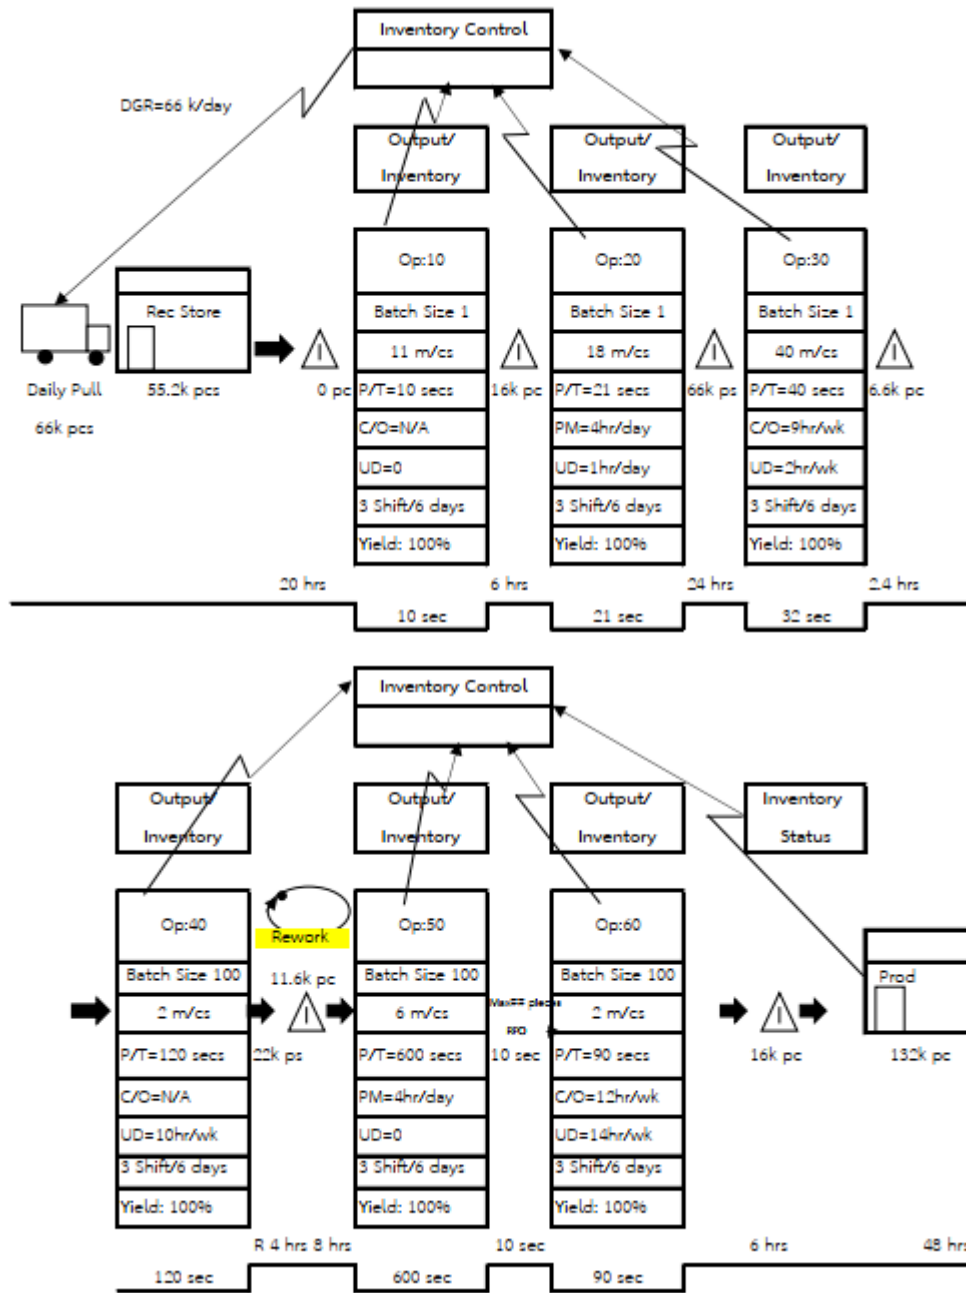 Inventory Control
DGR=66 k/day
Output/
Inventory
Output/
Inventory
Output/
Inventory
Op:10
Op:20
Op:30
Rec Store
Batch Size 1
Batch Size 1
Batch Size 1
11 m/cs
18 m/cs
40 m/cs
I
I
I
I
Daily Pull
55.2k pcs
0 pc
P/T=10 secs
16k pc
P/T=21 secs
66k ps
P/T=40 secs
6.6k pc
66k pcs
C/O=N/A
PM=4hr/day
C/O=9hr/wk
UD=0
UD=1hr/day
UD=2hr/wk
3 Shift/6 days
3 Shift/6 days
3 Shift/6 days
Yield: 100%
Yield: 100%
Yield: 100%
20 hrs
6 hrs
24 hrs
2.4 hrs
10 sec
21 sec
32 sec
Inventory Control
Output/
Inventory
Output/
Inventory
Output/
Inventory
Inventory
Status
Op:40
Rework
Op:50
Op:60
Batch Size 100
11.6k pc
Batch Size 100
Batch Size 100
Prod
2 m/cs
I
6 m/cs
Max## pieces
2 m/cs
I
P/T=120 secs
22k ps
P/T=600 secs
10 sec
P/T=90 secs
16k pc
132k pc
C/O=N/A
PM=4hr/day
C/O=12hr/wk
UD=10hr/wk
UD=0
UD=14hr/wk
3 Shift/6 days
3 Shift/6 days
3 Shift/6 days
Yield: 100%
Yield: 100%
Yield: 100%
R 4 hrs 8 hrs
10 sec
6 hrs
48 hrs
120 sec
600 sec
90 sec